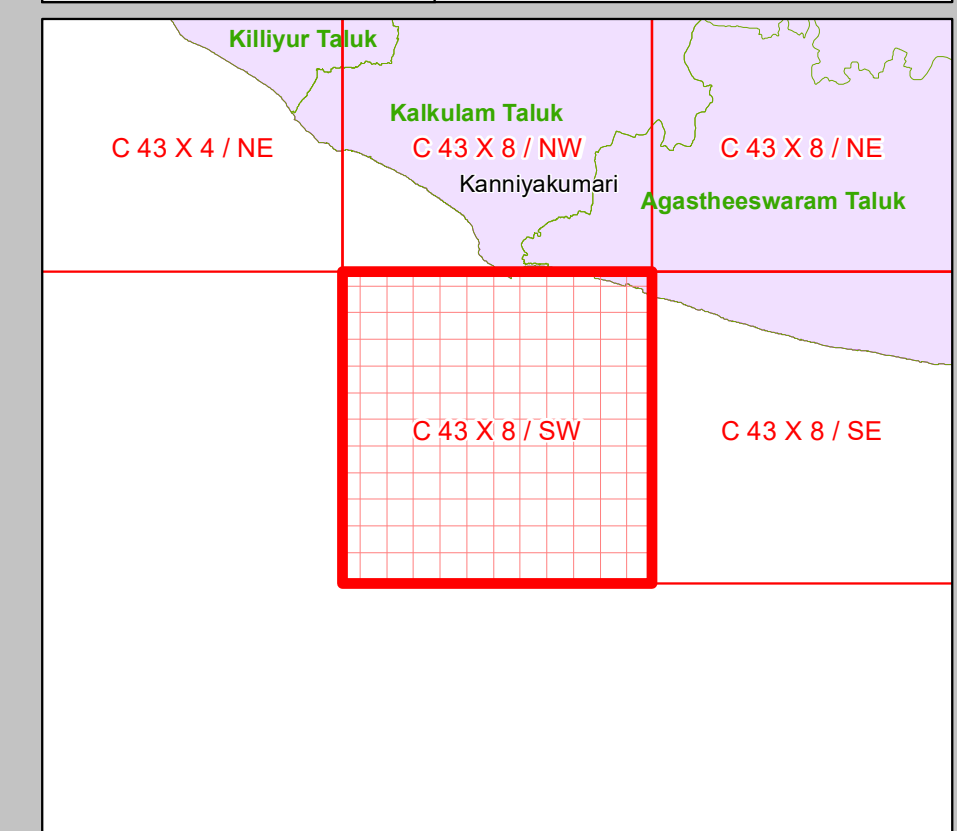 Killiyur Taluk
Kalkulam Taluk
C 43 X 4 / NE
C 43 X 8 / NW
C 43 X 8 / NE
Kanniyakumari
Agastheeswaram Taluk
C 43 X 8 / SW
C 43 X 8 / SE